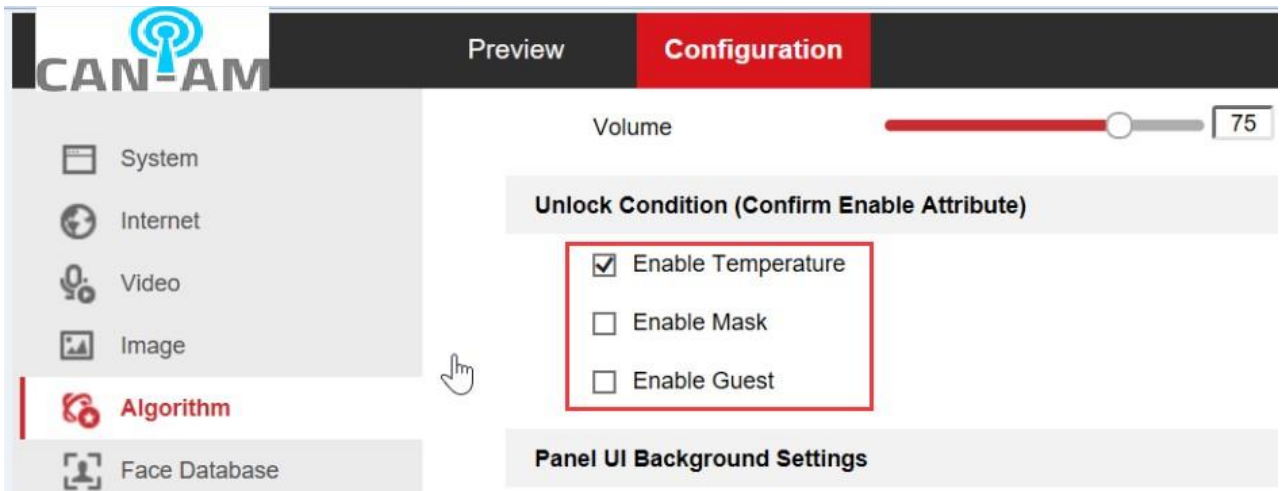 CAN-AM
Preview
Configuration
Volume
75
System
Internet
Video
Image
Algorithm
Face Database
Unlock Condition (Confirm Enable Attribute)
Enable Temperature
Enable Mask
Enable Guest
Panel UI Background Settings